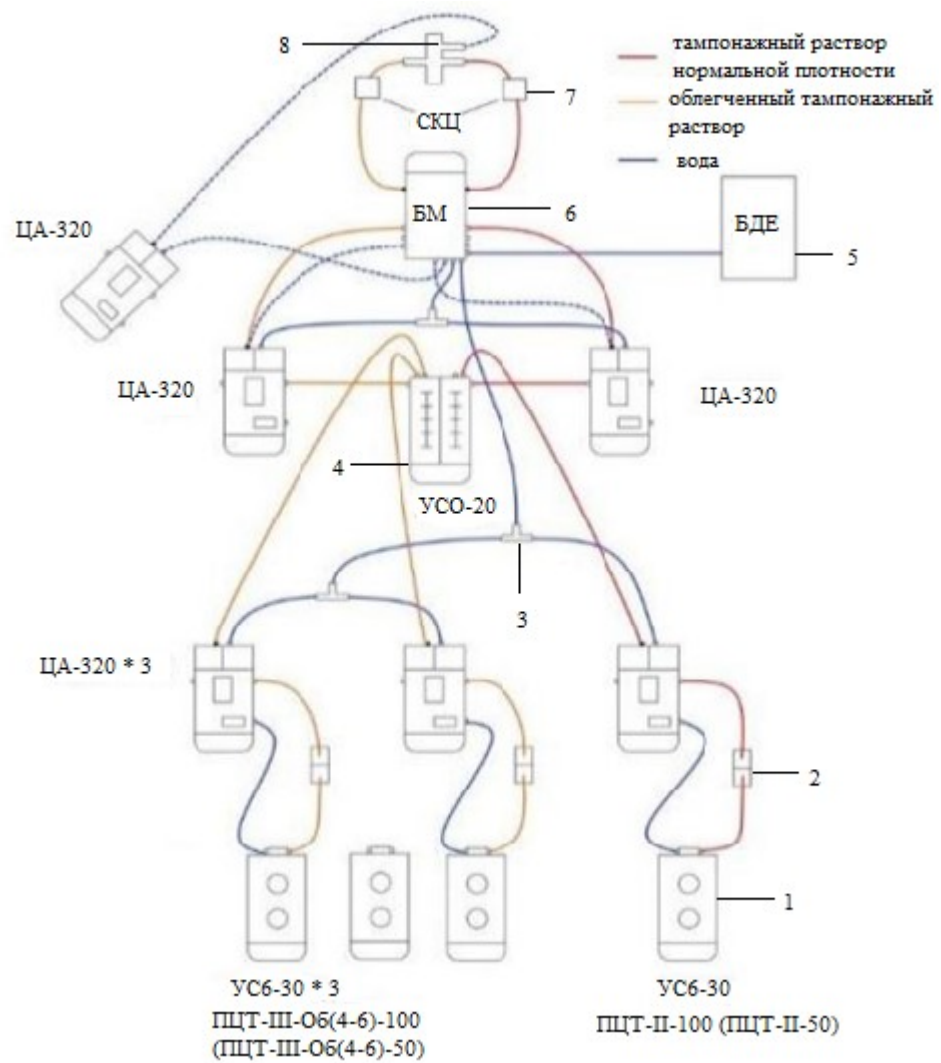 8
тампонажный раствор
нормальной плотности
облегченный тампонажный
раствор
вода
7
СКЦ
БМ
6
БДЕ
5
ЦА-320
ЦА-320
ЦА-320
4
УСО-20
3
ЦА-320 * 3
2
1
УС6-30 * 3
ПЦТ-III-Об(4-6)-100
(ПЦТ-III-Об(4-6)-50)
УС6-30
ПЦТ-II-100 (ПЦТ-II-50)